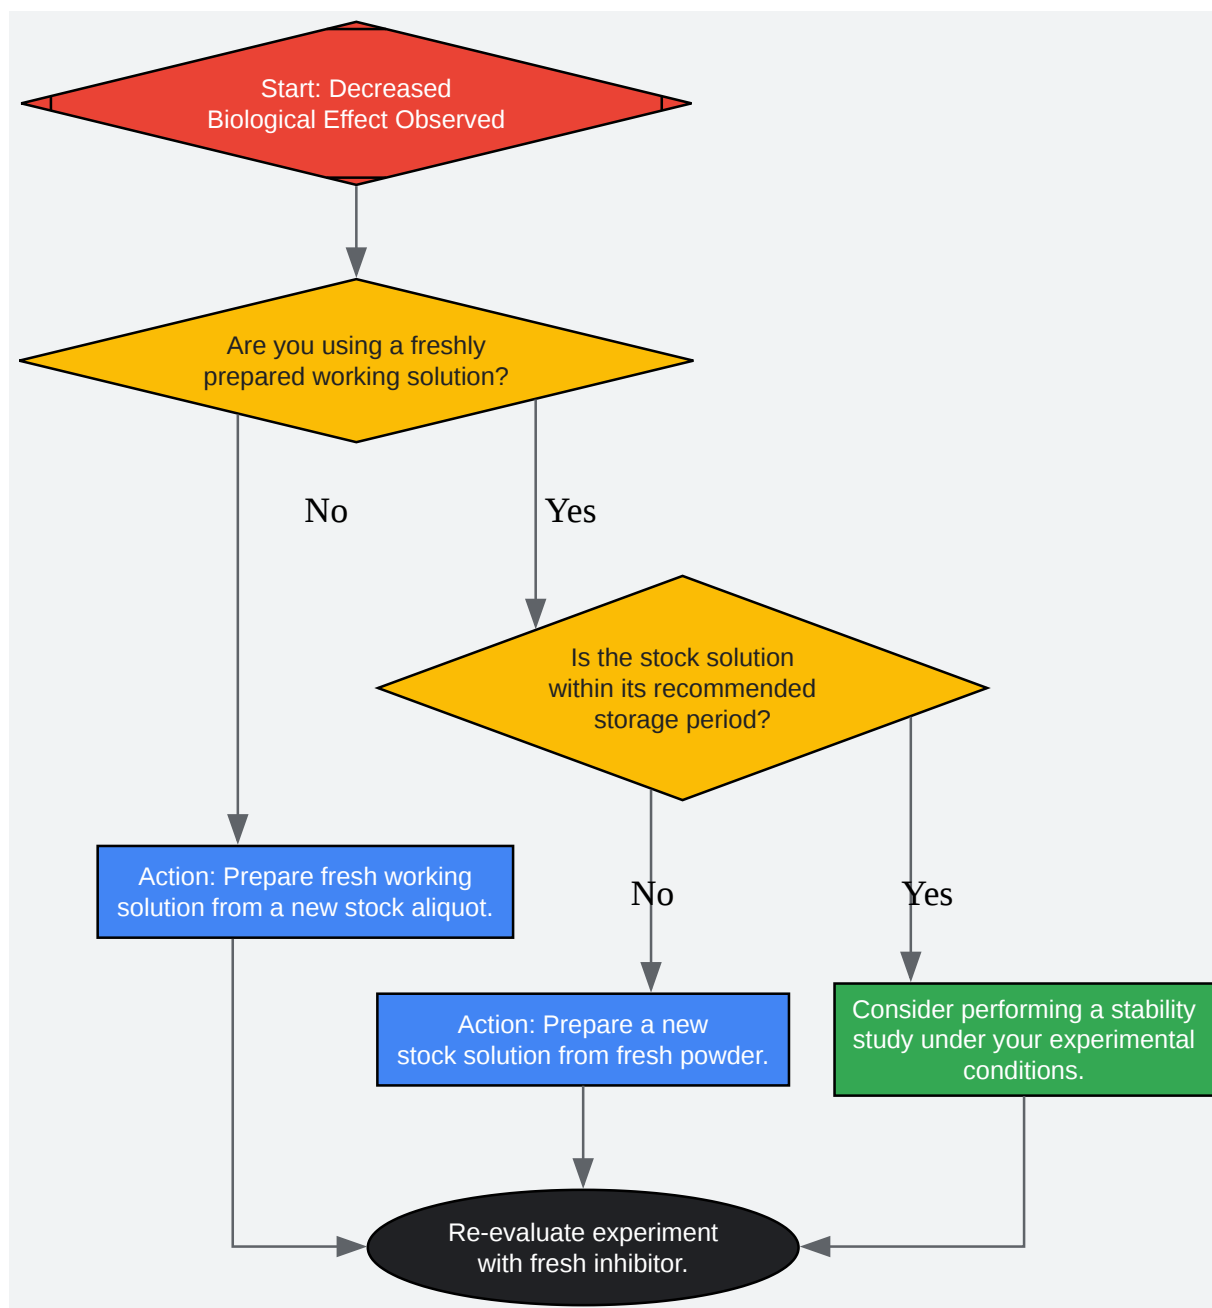 Start: Decreased
Biological Effect Observed
Are you using a freshly
prepared working solution?
No
Yes
Is the stock solution
within its recommended
storage period?
Action: Prepare fresh working
solution from a new stock aliquot.
No
Yes
Action: Prepare a new
stock solution from fresh powder.
Consider performing a stability
study under your experimental
conditions.
Re-evaluate experiment
with fresh inhibitor.